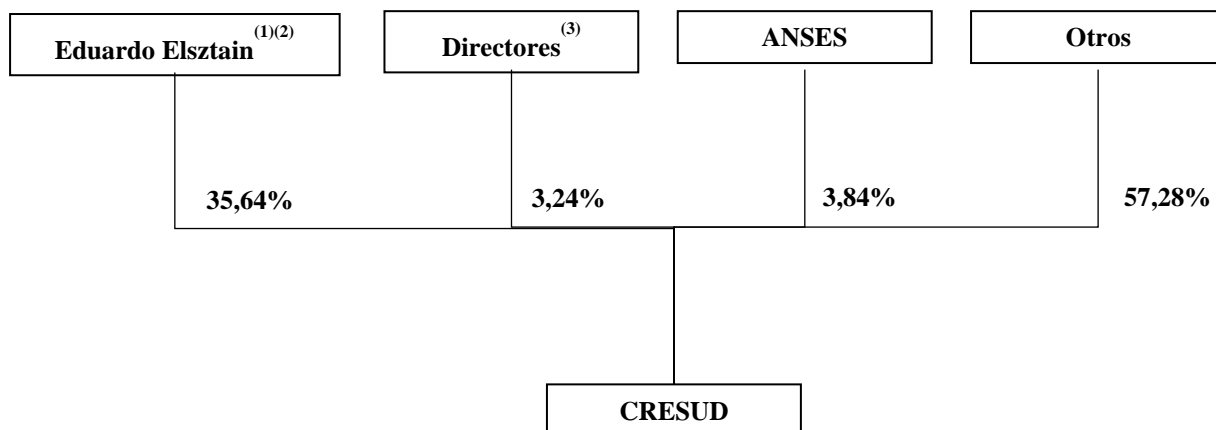 Eduardo Elsztain(1)(2)
Directores(3)
ANSES
Otros
35,64%
3,24%
3,84%
57,28%
CRESUD